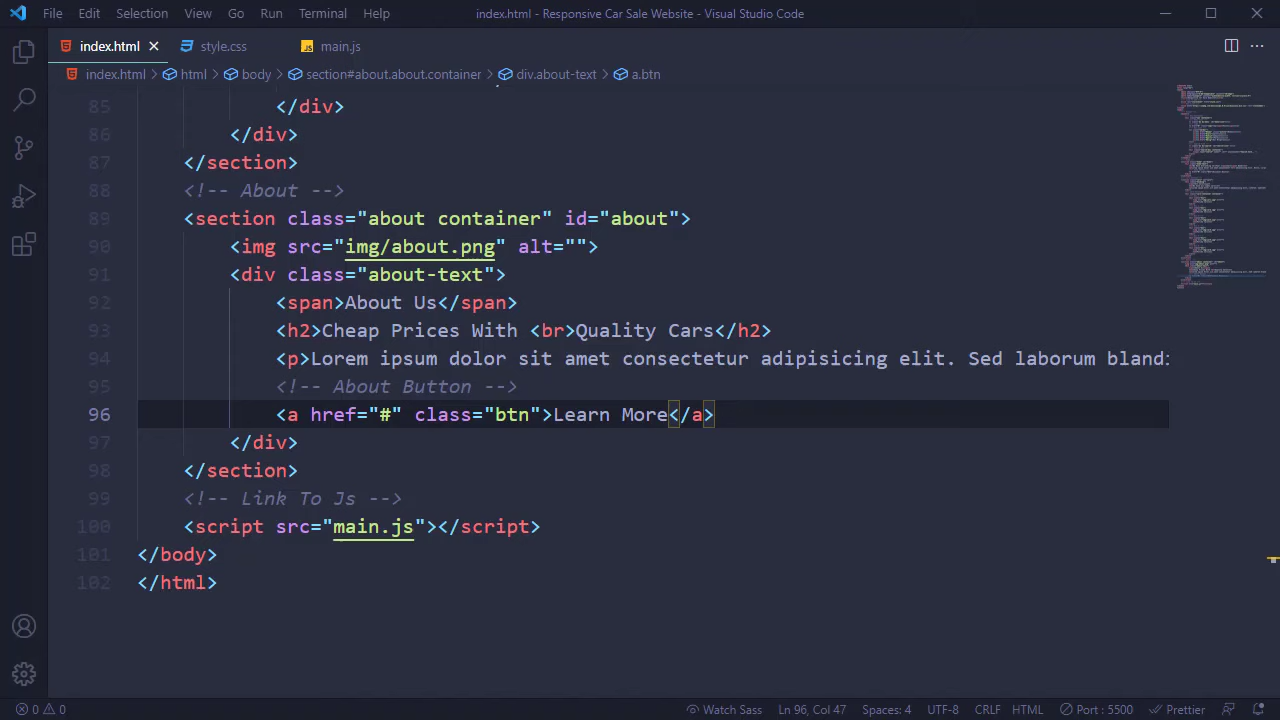 File Edit Selection View Go Run Terminal Help index.html - Responsive Car Sale Website - Visual Studio Code
index.html style.css JS main.js
index.html > html > body > section#about.about.container > div.about-text > a.btn
85 </div>
86 </div>
87 </section>
88 <!-- About -->
89 <section class="about container" id="about">
90 <img src="img/about.png" alt="">
91 <div class="about-text">
92 <span>About Us</span>
93 <h2>Cheap Prices With <br>Quality Cars</h2>
94 <p>Lorem ipsum dolor sit amet consectetur adipisicing elit. Sed laborum blandi
95 <!-- About Button -->
96 <a href="#" class="btn">Learn More</a>
97 </div>
98 </section>
99 <!-- Link To Js -->
100 <script src="main.js"></script>
101 </body>
102 </html>
0 0 Watch Sass Ln 96, Col 47 Spaces: 4 UTF-8 CRLF HTML Port : 5500 Prettier